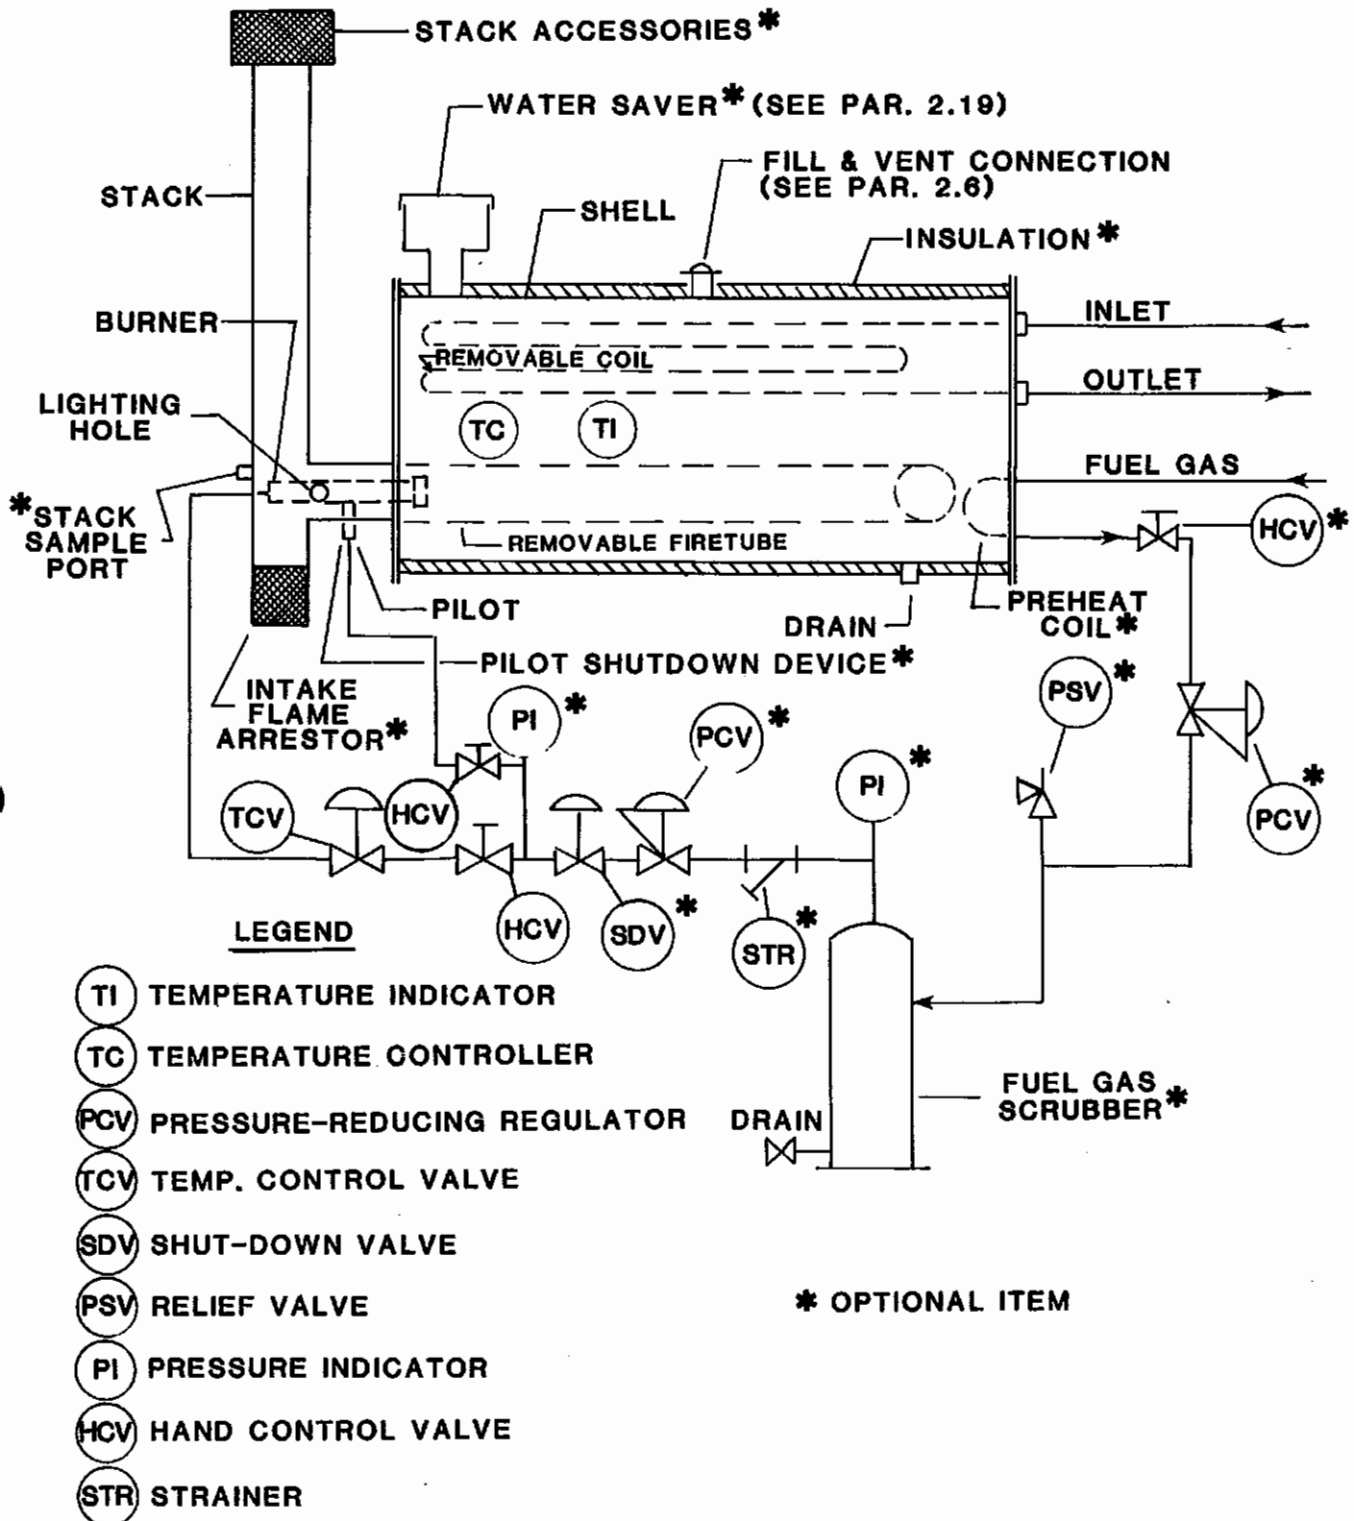 STACK ACCESSORIES*
WATER SAVER* (SEE PAR. 2.19)
FILL & VENT CONNECTION
(SEE PAR. 2.6)
STACK
SHELL
INSULATION*
INLET
BURNER
REMOVABLE COIL
OUTLET
LIGHTING
HOLE
TC
TI
FUEL GAS
*STACK
SAMPLE
PORT
HCV*
REMOVABLE FIRETUBE
PILOT
DRAIN
PREHEAT
COIL*
PILOT SHUTDOWN DEVICE*
INTAKE
FLAME
ARRESTOR*
PI*
PCV*
PSV*
PI*
TCV
HCV
PCV*
HCV
SDV*
STR*
LEGEND
TI TEMPERATURE INDICATOR
TC TEMPERATURE CONTROLLER
PCV PRESSURE-REDUCING REGULATOR
TCV TEMP. CONTROL VALVE
SDV SHUT-DOWN VALVE
PSV RELIEF VALVE
PI PRESSURE INDICATOR
HCV HAND CONTROL VALVE
STR STRAINER
FUEL GAS
SCRUBBER*
DRAIN
* OPTIONAL ITEM